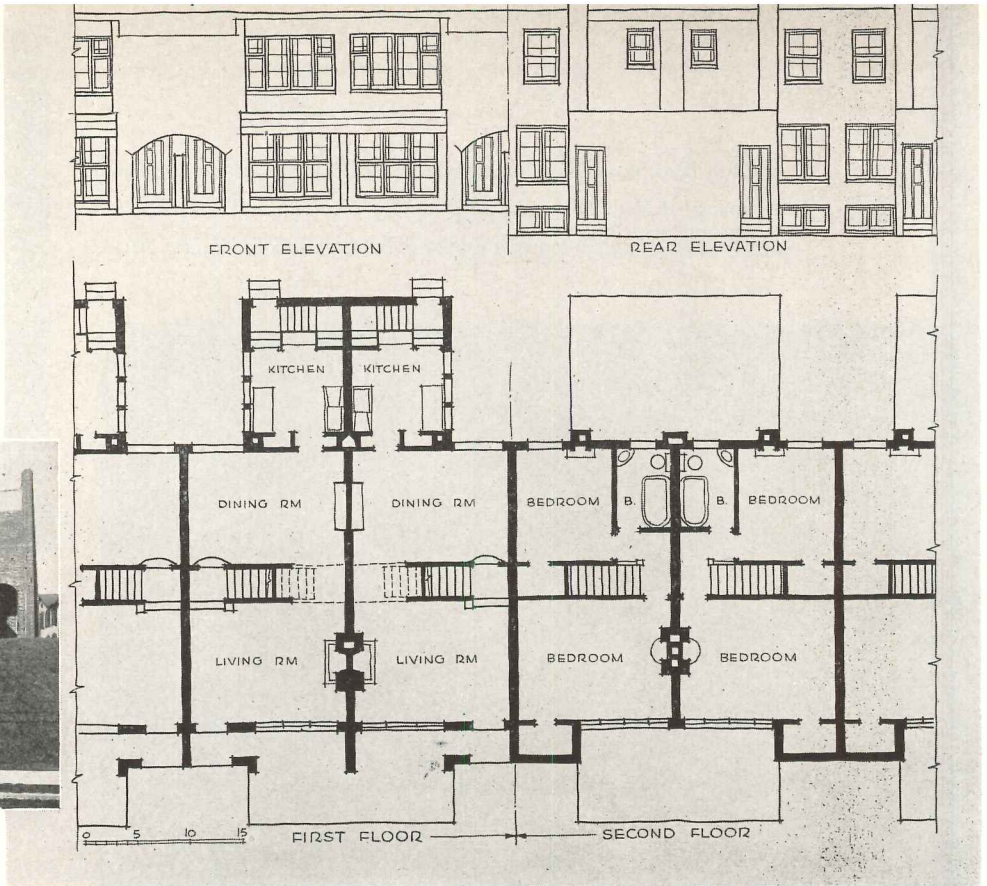 FRONT ELEVATION
REAR ELEVATION
KITCHEN
KITCHEN
DINING RM
DINING RM
BEDROOM
B.
B.
BEDROOM
LIVING RM
LIVING RM
BEDROOM
BEDROOM
0 5 10 15
FIRST FLOOR
SECOND FLOOR